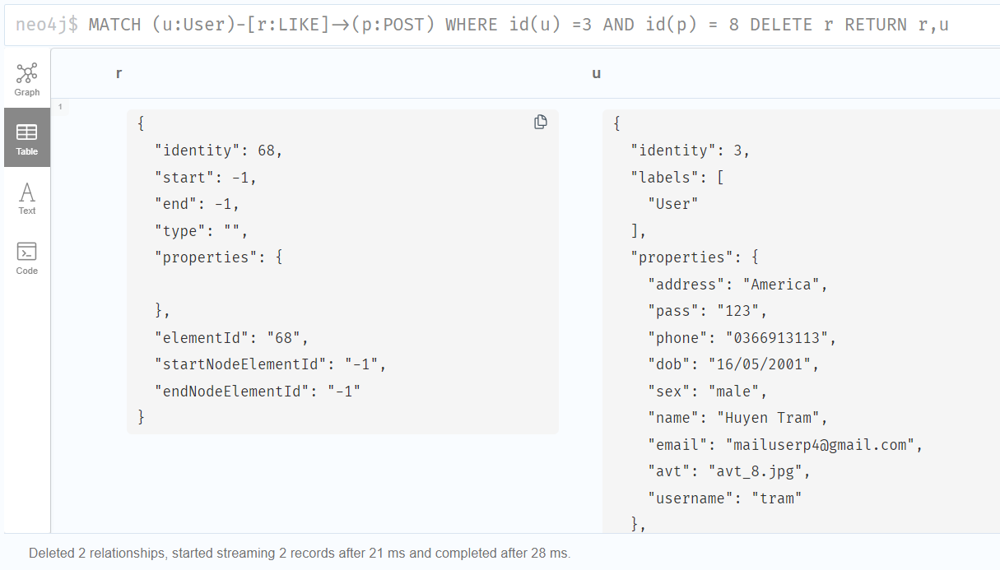 neo4j$ MATCH (u:User)-[r:LIKE]->(p:POST) WHERE id(u) =3 AND id(p) = 8 DELETE r RETURN r,u
Graph
Table
Text
Code
r
1
{
"identity": 68,
"start": -1,
"end": -1,
"type": "",
"properties": {
},
"elementId": "68",
"startNodeElementId": "-1",
"endNodeElementId": "-1"
}
u
{
"identity": 3,
"labels": [
"User"
],
"properties": {
"address": "America",
"pass": "123",
"phone": "0366913113",
"dob": "16/05/2001",
"sex": "male",
"name": "Huyen Tram",
"email": "mailuserp4@gmail.com",
"avt": "avt_8.jpg",
"username": "tram"
},
Deleted 2 relationships, started streaming 2 records after 21 ms and completed after 28 ms.